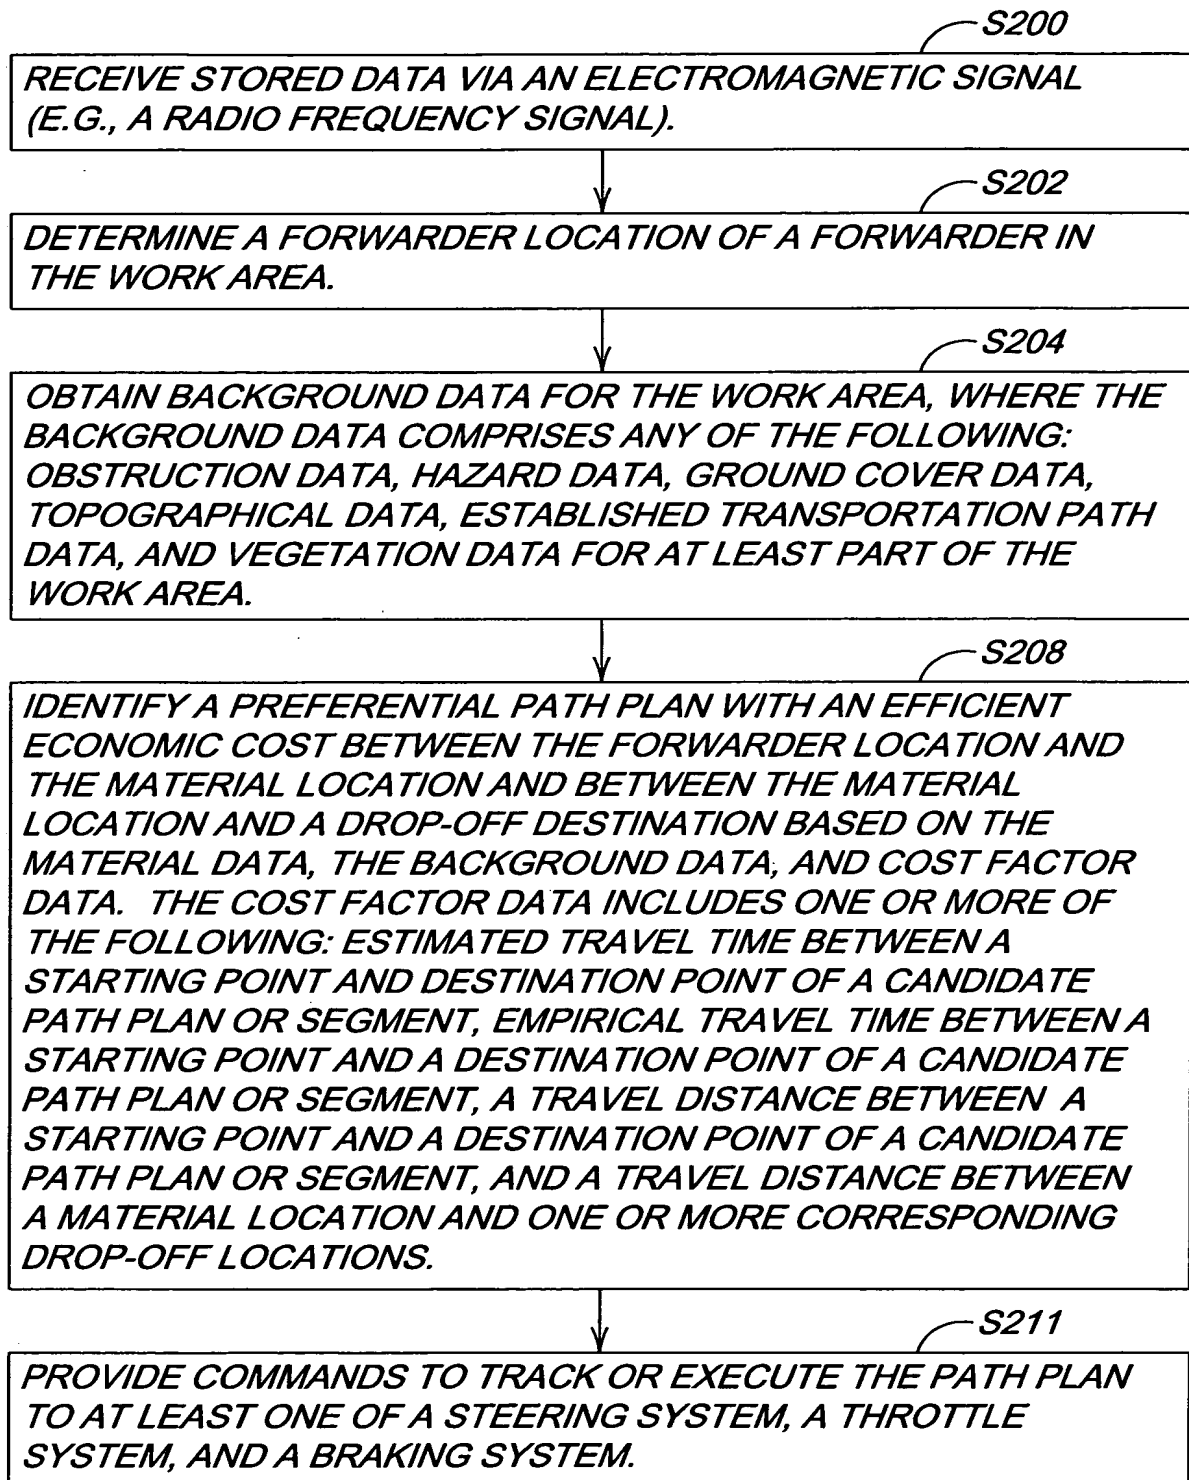 S200
RECEIVE STORED DATA VIA AN ELECTROMAGNETIC SIGNAL
(E.G., A RADIO FREQUENCY SIGNAL).
S202
DETERMINE A FORWARDER LOCATION OF A FORWARDER IN
THE WORK AREA.
S204
OBTAIN BACKGROUND DATA FOR THE WORK AREA, WHERE THE
BACKGROUND DATA COMPRISES ANY OF THE FOLLOWING:
OBSTRUCTION DATA, HAZARD DATA, GROUND COVER DATA,
TOPOGRAPHICAL DATA, ESTABLISHED TRANSPORTATION PATH
DATA, AND VEGETATION DATA FOR AT LEAST PART OF THE
WORK AREA.
S208
IDENTIFY A PREFERENTIAL PATH PLAN WITH AN EFFICIENT
ECONOMIC COST BETWEEN THE FORWARDER LOCATION AND
THE MATERIAL LOCATION AND BETWEEN THE MATERIAL
LOCATION AND A DROP-OFF DESTINATION BASED ON THE
MATERIAL DATA, THE BACKGROUND DATA, AND COST FACTOR
DATA. THE COST FACTOR DATA INCLUDES ONE OR MORE OF
THE FOLLOWING: ESTIMATED TRAVEL TIME BETWEEN A
STARTING POINT AND DESTINATION POINT OF A CANDIDATE
PATH PLAN OR SEGMENT, EMPIRICAL TRAVEL TIME BETWEEN A
STARTING POINT AND A DESTINATION POINT OF A CANDIDATE
PATH PLAN OR SEGMENT, A TRAVEL DISTANCE BETWEEN A
STARTING POINT AND A DESTINATION POINT OF A CANDIDATE
PATH PLAN OR SEGMENT, AND A TRAVEL DISTANCE BETWEEN
A MATERIAL LOCATION AND ONE OR MORE CORRESPONDING
DROP-OFF LOCATIONS.
S211
PROVIDE COMMANDS TO TRACK OR EXECUTE THE PATH PLAN
TO AT LEAST ONE OF A STEERING SYSTEM, A THROTTLE
SYSTEM, AND A BRAKING SYSTEM.